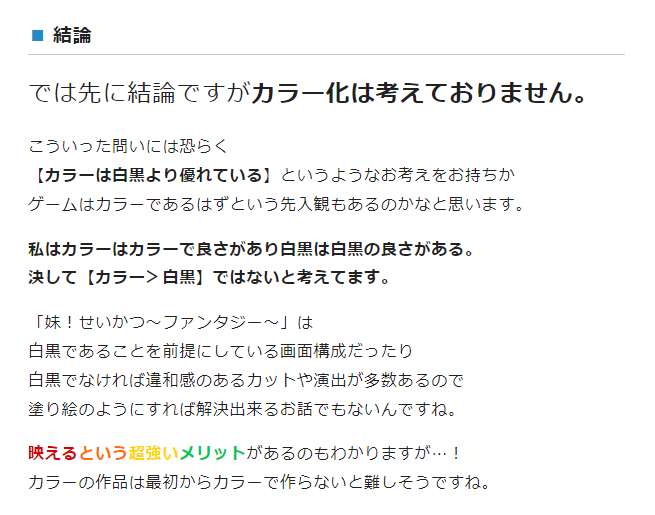 ■ 結論
では先に結論ですがカラー化は考えておりません。
こういった問いには恐らく
【カラーは白黒より優れている】というようなお考えをお持ちか
ゲームはカラーであるはずという先入観もあるのかなと思います。
私はカラーはカラーで良さがあり白黒は白黒の良さがある。
決して【カラー＞白黒】ではないと考えてます。
「妹！せいかつ～ファンタジー～」は
白黒であることを前提にしている画面構成だったり
白黒でなければ違和感のあるカットや演出が多数あるので
塗り絵のようにすれば解決出来るお話でもないんですね。
映えるという超強いメリットがあるのもわかりますが…！
カラーの作品は最初からカラーで作らないと難しそうですね。